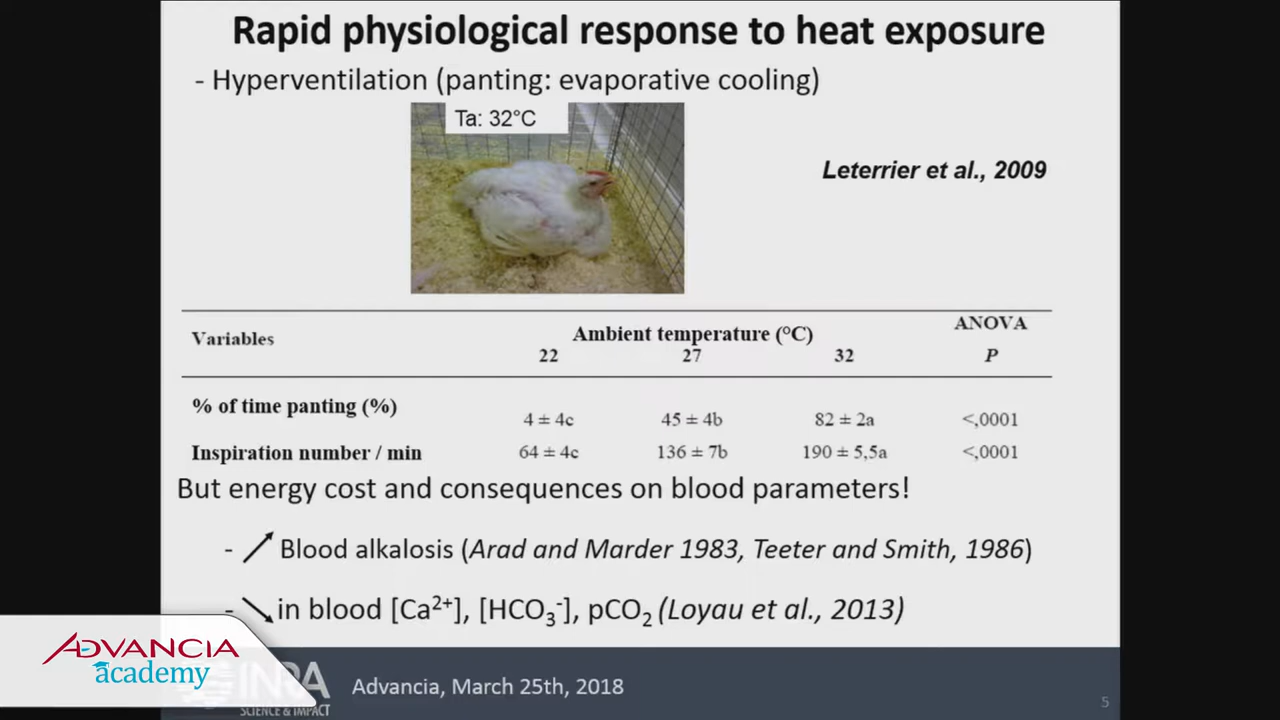 Rapid physiological response to heat exposure
- Hyperventilation (panting: evaporative cooling)
Ta: 32°C
Leterrier et al., 2009
Variables
Ambient temperature (°C)
ANOVA
22 27 32 P
% of time panting (%)
4 ± 4c 45 ± 4b 82 ± 2a <,0001
Inspiration number / min 64 ± 4c 136 ± 7b 190 ± 5,5a <,0001
But energy cost and consequences on blood parameters!
- Blood alkalosis (Arad and Marder 1983, Teeter and Smith, 1986)
- in blood [Ca²⁺], [HCO₃⁻], pCO₂ (Loyau et al., 2013)
ADVANCIA
academy
INRA
SCIENCE & IMPACT
Advancia, March 25th, 2018
5